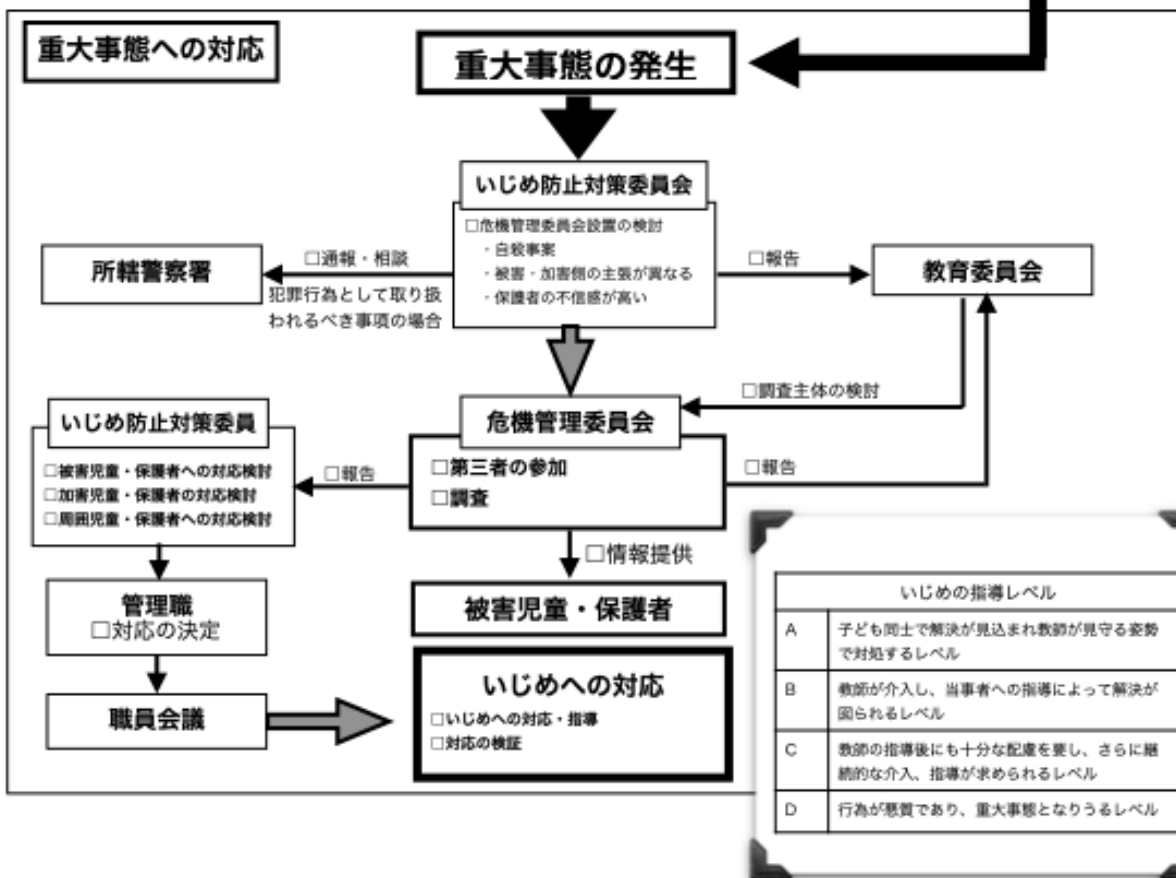 重大事態への対応
重大事態の発生
いじめ防止対策委員会
□危機管理委員会設置の検討
・自殺事案
・被害・加害側の主張が異なる
・保護者の不信感が高い
□通報・相談
犯罪行為として取り扱
われるべき事項の場合
所轄警察署
□報告
教育委員会
□調査主体の検討
危機管理委員会
□第三者の参加
□調査
□報告
□報告
いじめ防止対策委員
□被害児童・保護者への対応検討
□加害児童・保護者の対応検討
□周囲児童・保護者への対応検討
□情報提供
被害児童・保護者
管理職
□対応の決定
職員会議
いじめへの対応
□いじめへの対応・指導
□対応の検証
いじめの指導レベル
A 子ども同士で解決が見込まれ教師が見守る姿勢
で対処するレベル
B 教師が介入し、当事者への指導によって解決が
図られるレベル
C 教師の指導後にも十分な配慮を要し、さらに継
続的な介入、指導が求められるレベル
D 行為が悪質であり、重大事態となりうるレベル